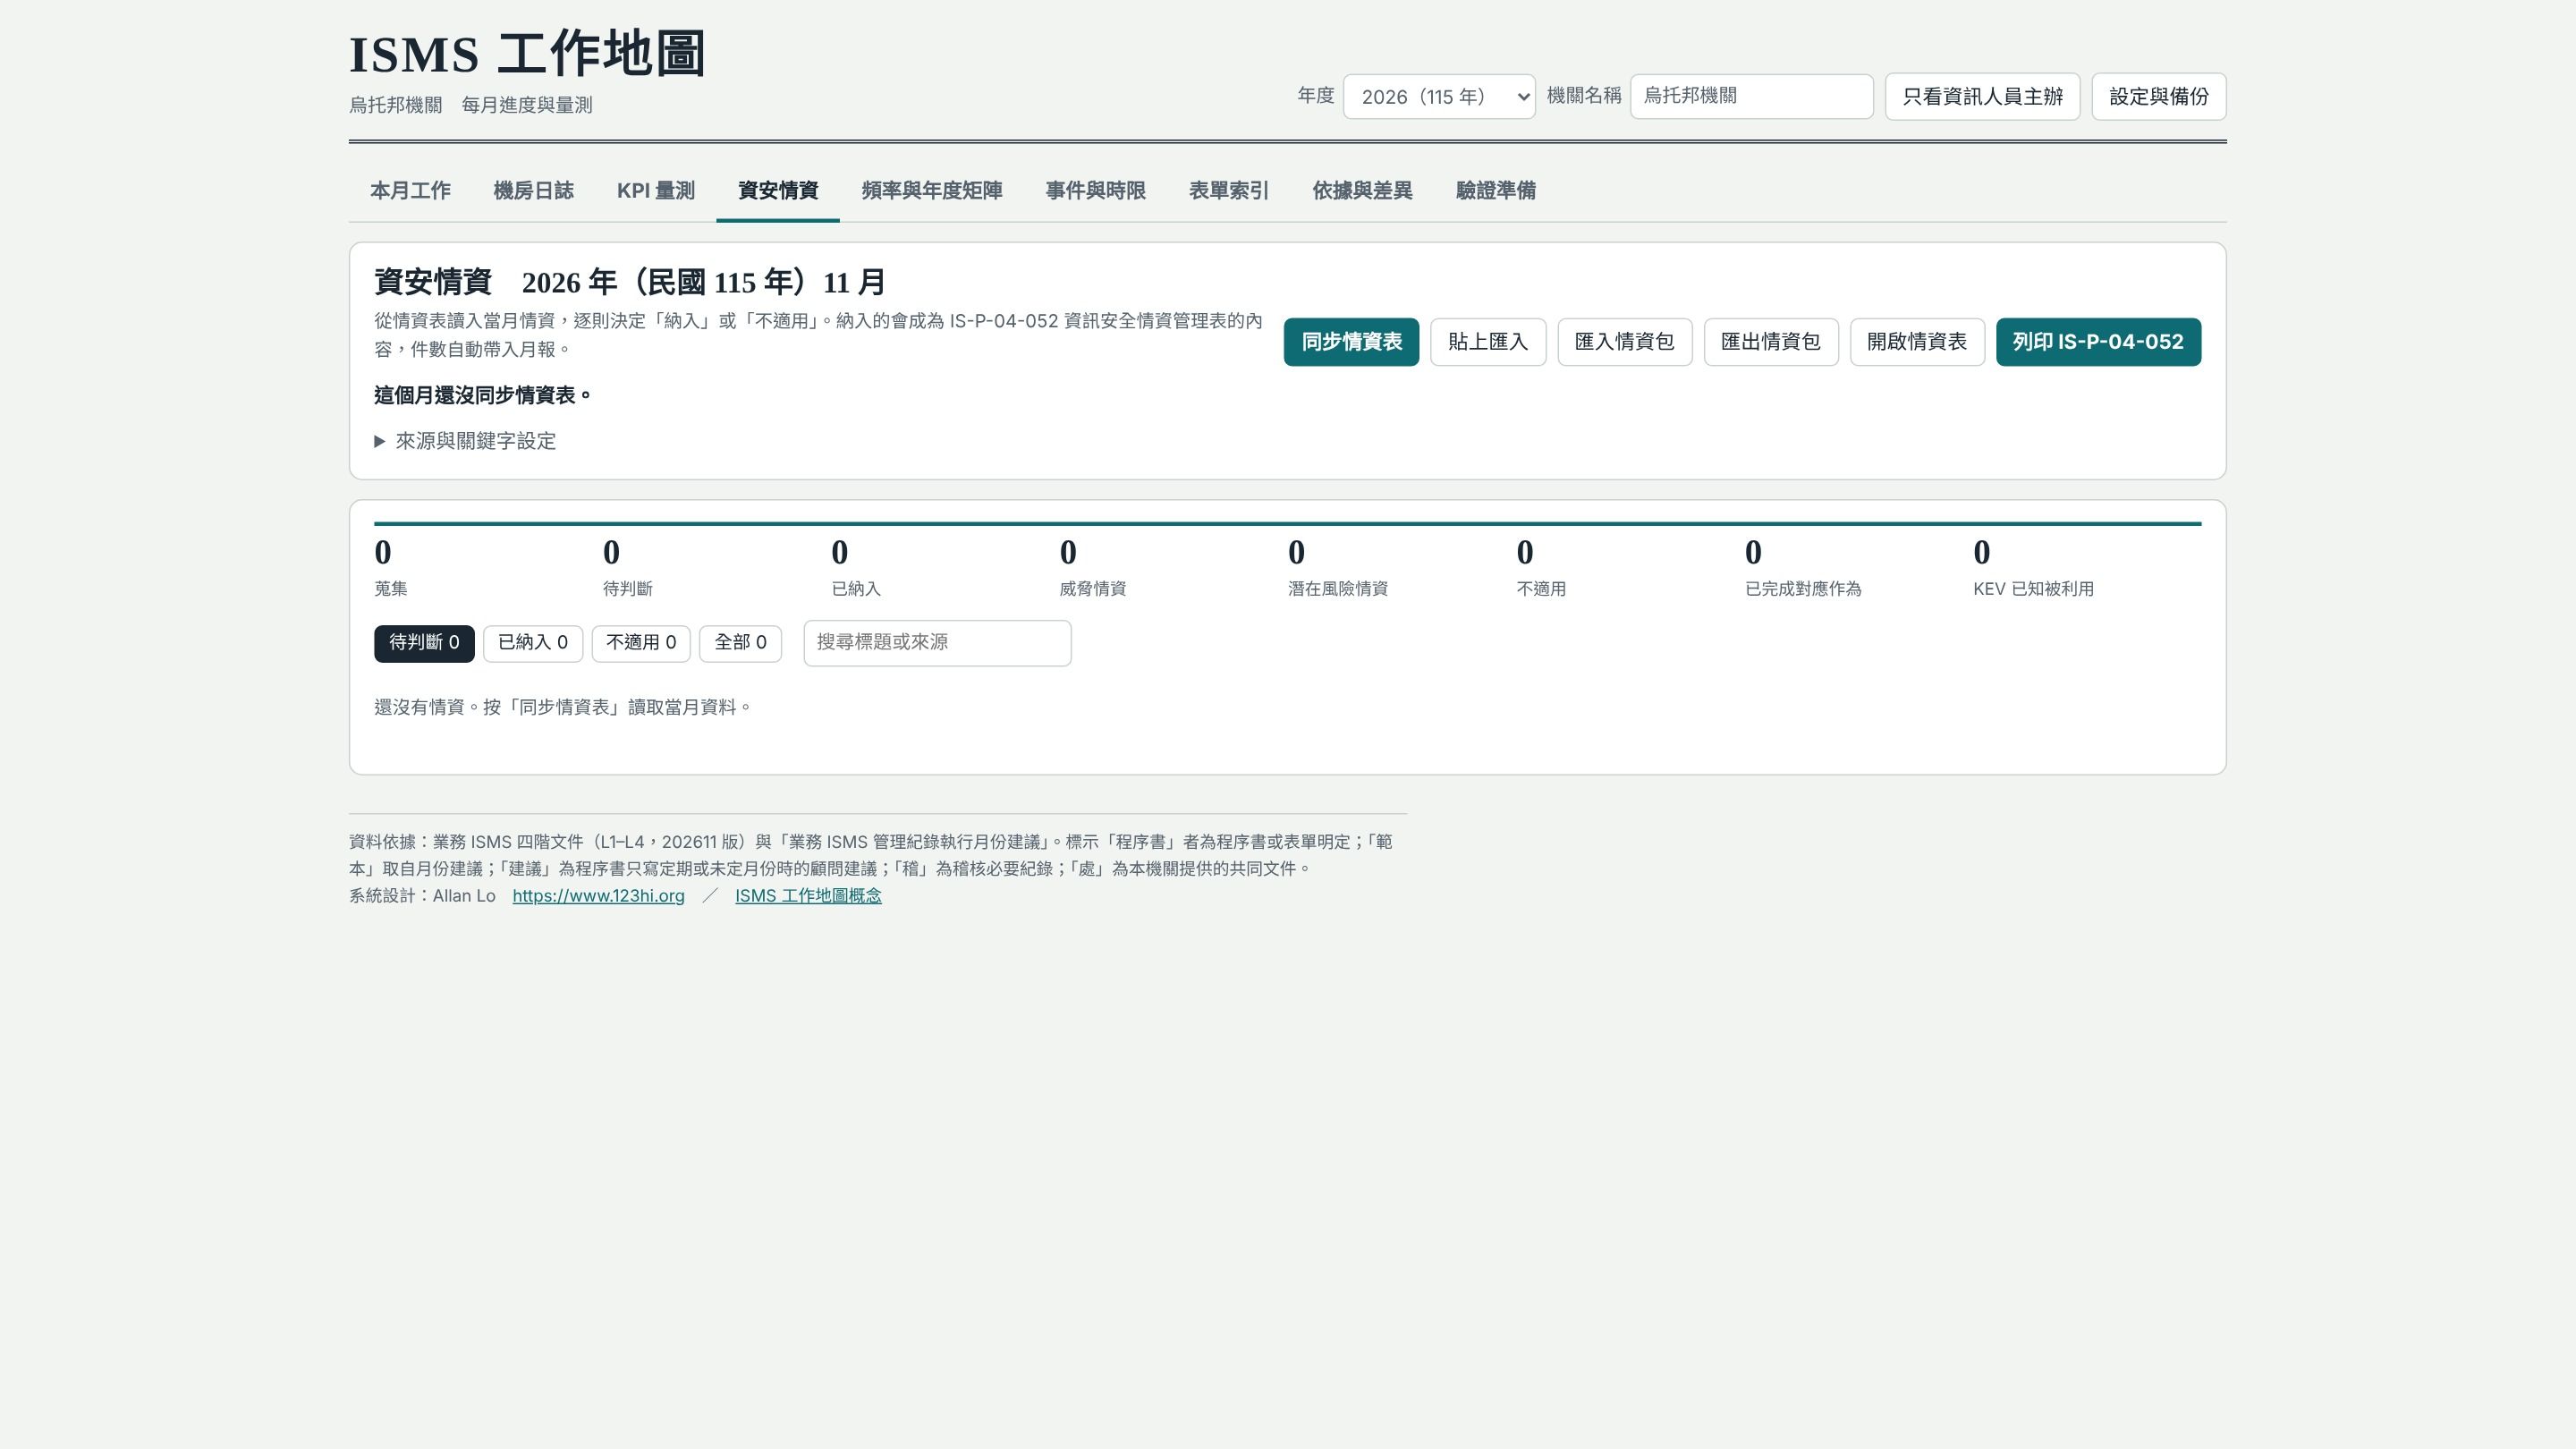 ISMS 工作地圖
烏托邦機關　每月進度與量測
年度 2026（115 年） 機關名稱 烏托邦機關 只看資訊人員主辦 設定與備份
本月工作 機房日誌 KPI 量測 資安情資 頻率與年度矩陣 事件與時限 表單索引 依據與差異 驗證準備
資安情資　2026 年（民國 115 年）11 月
從情資表讀入當月情資，逐則決定「納入」或「不適用」。納入的會成為 IS-P-04-052 資訊安全情資管理表的內
容，件數自動帶入月報。
同步情資表 貼上匯入 匯入情資包 匯出情資包 開啟情資表 列印 IS-P-04-052
這個月還沒同步情資表。
▶ 來源與關鍵字設定
0 0 0 0 0 0 0 0
蒐集 待判斷 已納入 威脅情資 潛在風險情資 不適用 已完成對應作為 KEV 已知被利用
待判斷 0 已納入 0 不適用 0 全部 0 搜尋標題或來源
還沒有情資。按「同步情資表」讀取當月資料。
資料依據：業務 ISMS 四階文件（L1–L4，202611 版）與「業務 ISMS 管理紀錄執行月份建議」。標示「程序書」者為程序書或表單明定；「範
本」取自月份建議；「建議」為程序書只寫定期或未定月份時的顧問建議；「稽」為稽核必要紀錄；「處」為本機關提供的共同文件。
系統設計：Allan Lo　https://www.123hi.org　／　ISMS 工作地圖概念